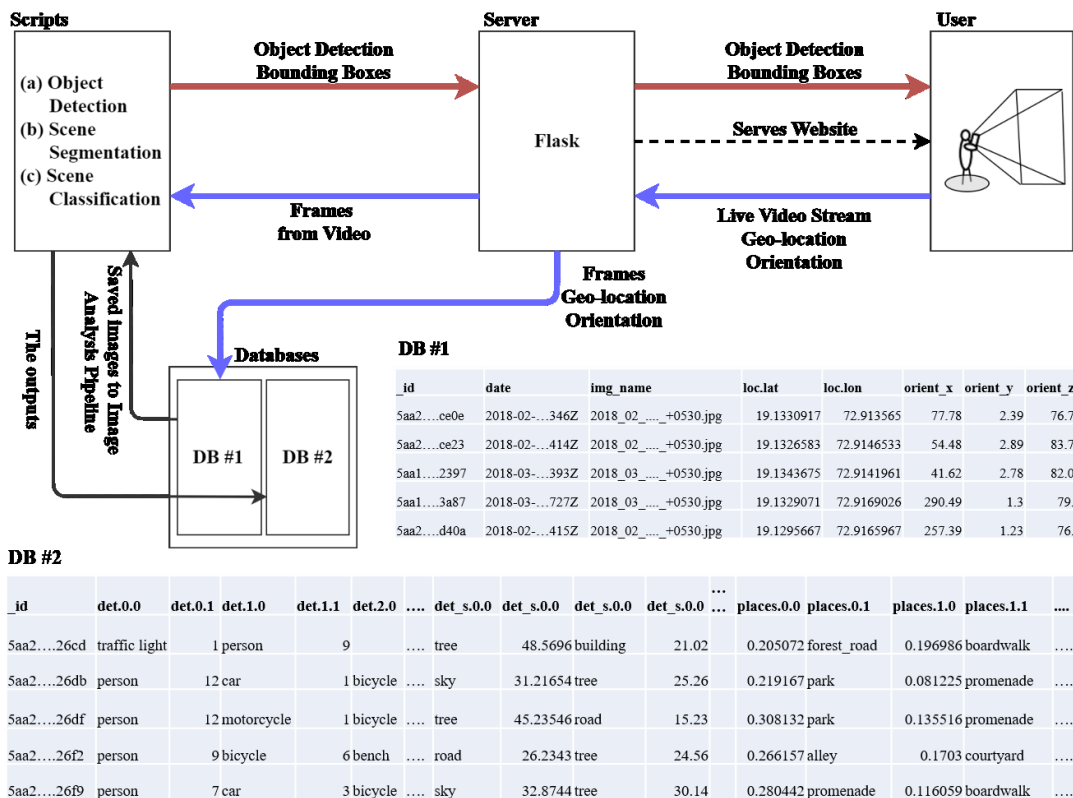 Scripts
Server
User
(a) Object
Detection
(b) Scene
Segmentation
(c) Scene
Classification
Object Detection
Bounding Boxes
Flask
Object Detection
Bounding Boxes
Serves Website
Frames
from Video
Live Video Stream
Geo-location
Orientation
Frames
Geo-location
Orientation
The outputs
Saved images to Image
Analysis Pipeline
Databases
DB #1
DB #2
DB #1
_id date img_name loc.lat loc.lon orient_x orient_y orient_z
5aa2….ce0e 2018-02-…346Z 2018_02_...._+0530.jpg 19.1330917 72.913565 77.78 2.39 76.7
5aa2….ce23 2018-02-…414Z 2018_02_...._+0530.jpg 19.1326583 72.9146533 54.48 2.89 83.7
5aa1….2397 2018-03-…393Z 2018_03_...._+0530.jpg 19.1343675 72.9141961 41.62 2.78 82.0
5aa1….3a87 2018-03-…727Z 2018_03_...._+0530.jpg 19.1329071 72.9169026 290.49 1.3 79.
5aa2….d40a 2018-02-…415Z 2018_02_...._+0530.jpg 19.1295667 72.9165967 257.39 1.23 76.
DB #2
_id det.0.0 det.0.1 det.1.0 det.1.1 det.2.0 …. det_s.0.0 det_s.0.0 det_s.0.0 det_s.0.0 … … places.0.0 places.0.1 places.1.0 places.1.1 ....
5aa2….26cd traffic light 1 person 9 …. tree 48.5696 building 21.02 0.205072 forest_road 0.196986 boardwalk ….
5aa2….26db person 12 car 1 bicycle …. sky 31.21654 tree 25.26 0.219167 park 0.081225 promenade ….
5aa2….26df person 12 motorcycle 1 bicycle …. tree 45.23546 road 15.23 0.308132 park 0.135516 promenade ….
5aa2….26f2 person 9 bicycle 6 bench …. road 26.2343 tree 24.56 0.266157 alley 0.1703 courtyard ….
5aa2….26f9 person 7 car 3 bicycle …. sky 32.8744 tree 30.14 0.280442 promenade 0.116059 boardwalk ….